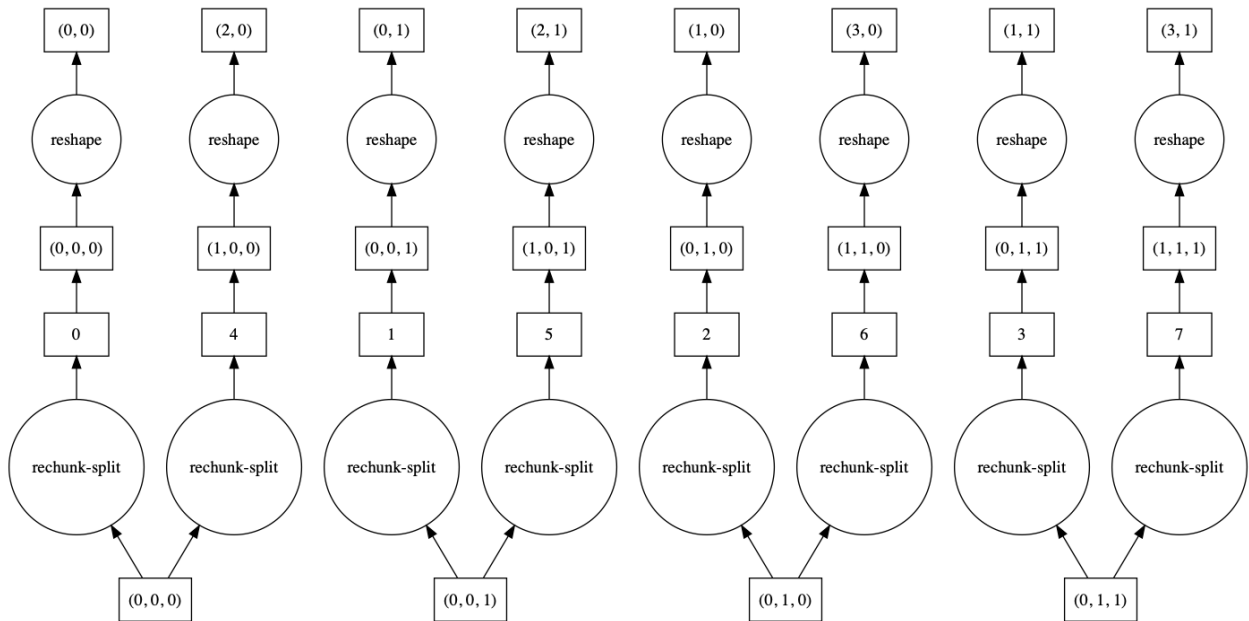 (0, 0) (2, 0) (0, 1) (2, 1) (1, 0) (3, 0) (1, 1) (3, 1)
reshape reshape reshape reshape reshape reshape reshape reshape
(0, 0, 0) (1, 0, 0) (0, 0, 1) (1, 0, 1) (0, 1, 0) (1, 1, 0) (0, 1, 1) (1, 1, 1)
0 4 1 5 2 6 3 7
rechunk-split rechunk-split rechunk-split rechunk-split rechunk-split rechunk-split rechunk-split rechunk-split
(0, 0, 0) (0, 0, 1) (0, 1, 0) (0, 1, 1)